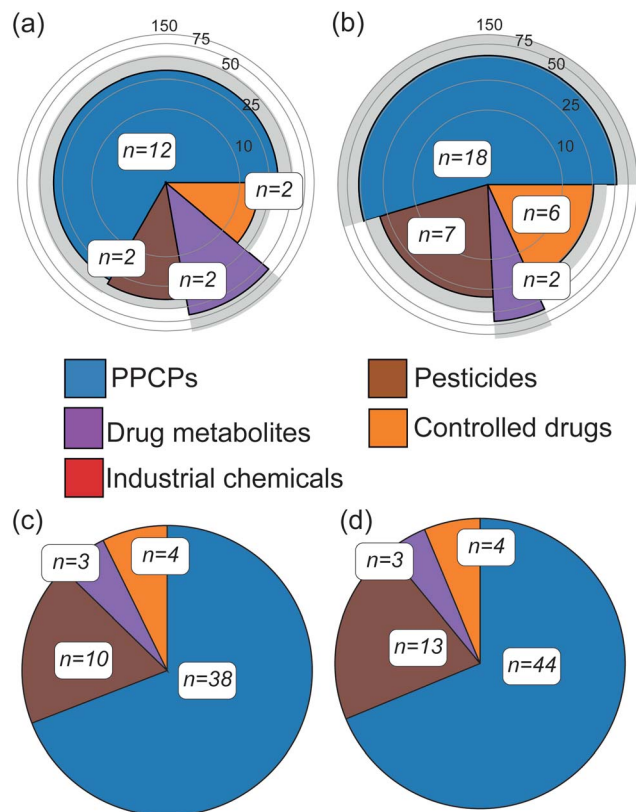 (a)
150
75
50
25
10
n=12
n=2
n=2
n=2
(b)
150
75
50
25
10
n=18
n=6
n=7
n=2
PPCPs
Pesticides
Drug metabolites
Controlled drugs
Industrial chemicals
(c)
n=3
n=4
n=10
n=38
(d)
n=3
n=4
n=13
n=44